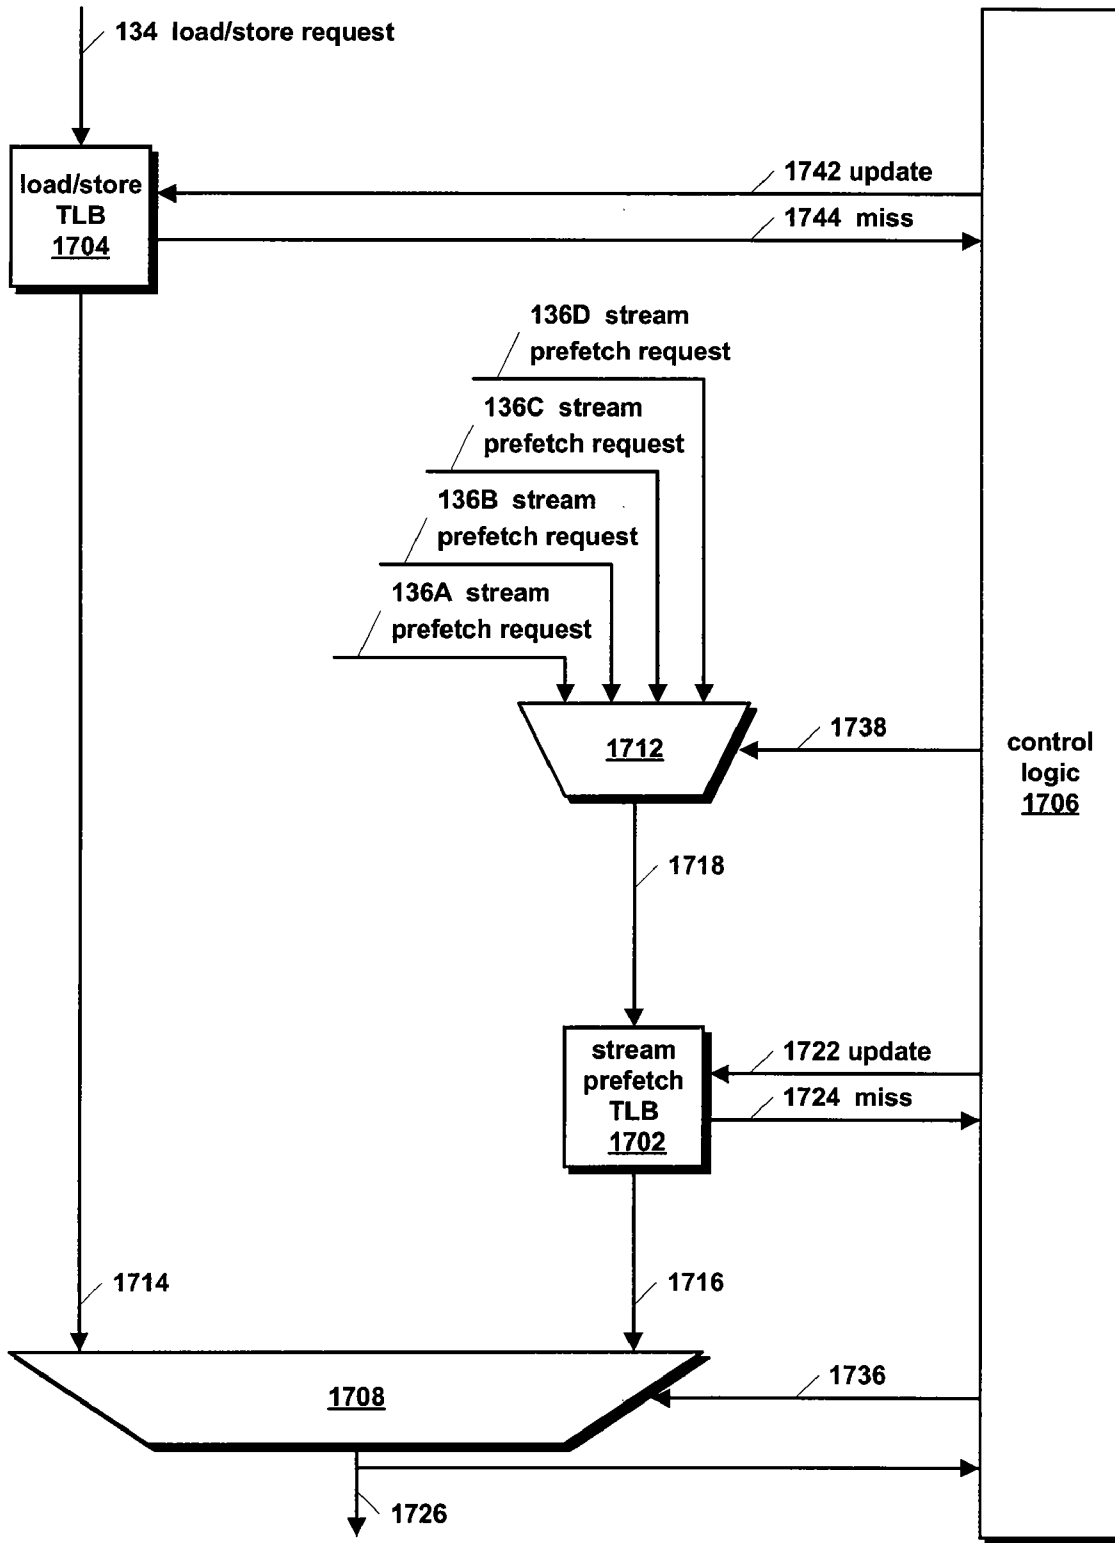 134 load/store request
load/store
TLB
1704
1742 update
1744 miss
136D stream
prefetch request
136C stream
prefetch request
136B stream
prefetch request
136A stream
prefetch request
1712
1738
control
logic
1706
1718
stream
prefetch
TLB
1702
1722 update
1724 miss
1714
1716
1708
1736
1726